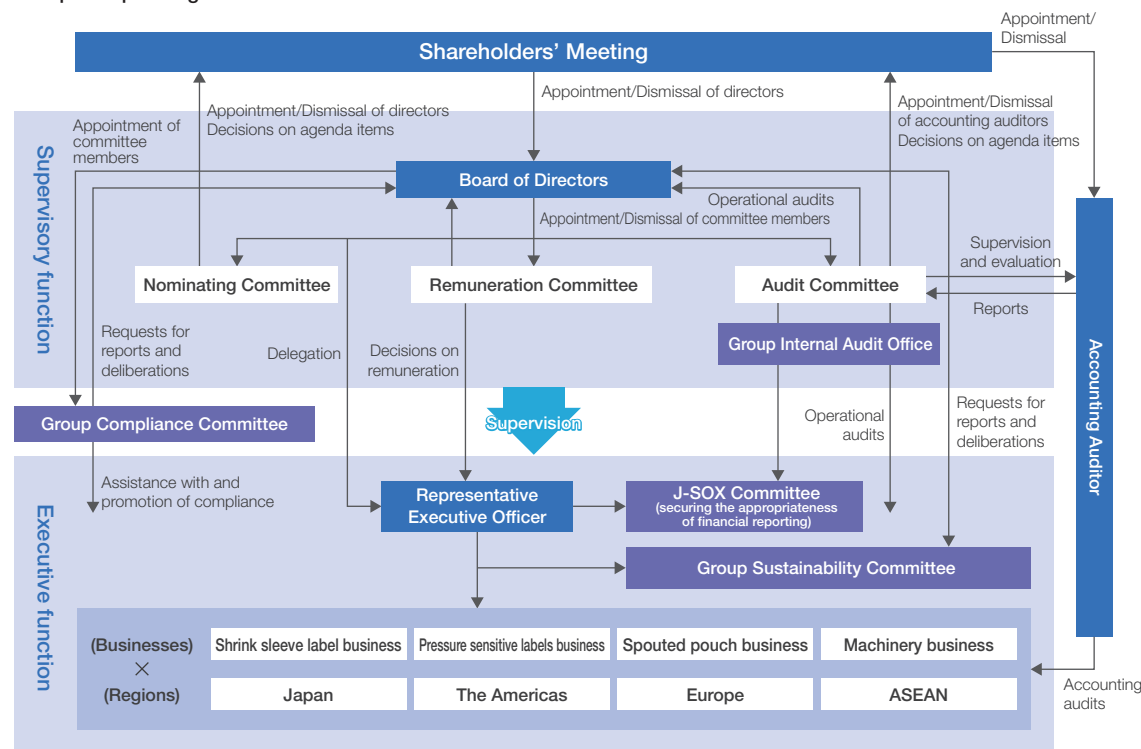 Appointment/
Dismissal
Shareholders' Meeting
Appointment/Dismissal of directors
Decisions on agenda items
Appointment/Dismissal of directors
Appointment/Dismissal
of accounting auditors
Decisions on agenda items
Appointment of
committee
members
Supervisory function
Board of Directors
Operational audits
Appointment/Dismissal of committee members
Supervision
and evaluation
Nominating Committee
Remuneration Committee
Audit Committee
Reports
Requests for
reports and
deliberations
Delegation
Decisions on
remuneration
Group Internal Audit Office
Accounting Auditor
Group Compliance Committee
Supervision
Operational
audits
Requests for
reports and
deliberations
Executive function
Assistance with and
promotion of compliance
Representative
Executive Officer
J-SOX Committee
(securing the appropriateness
of financial reporting)
Group Sustainability Committee
(Businesses)
Shrink sleeve label business
Pressure sensitive labels business
Spouted pouch business
Machinery business
×
(Regions)
Japan
The Americas
Europe
ASEAN
Accounting
audits